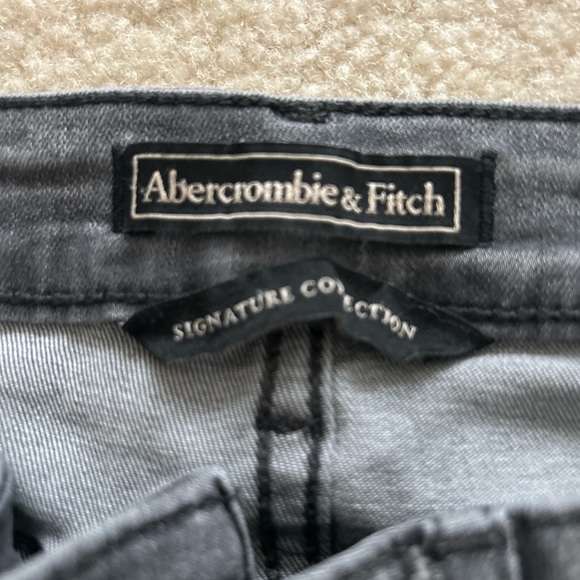 Abercrombie & Fitch
SIGNATURE COLLECTION